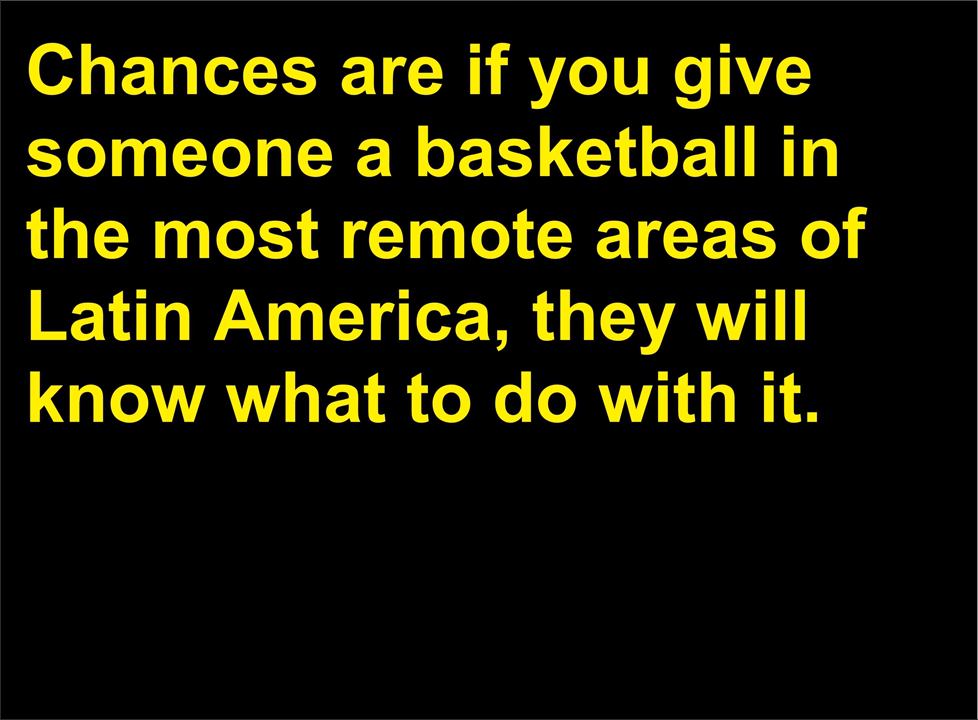 Chances are if you give
someone a basketball in
the most remote areas of
Latin America, they will
know what to do with it.